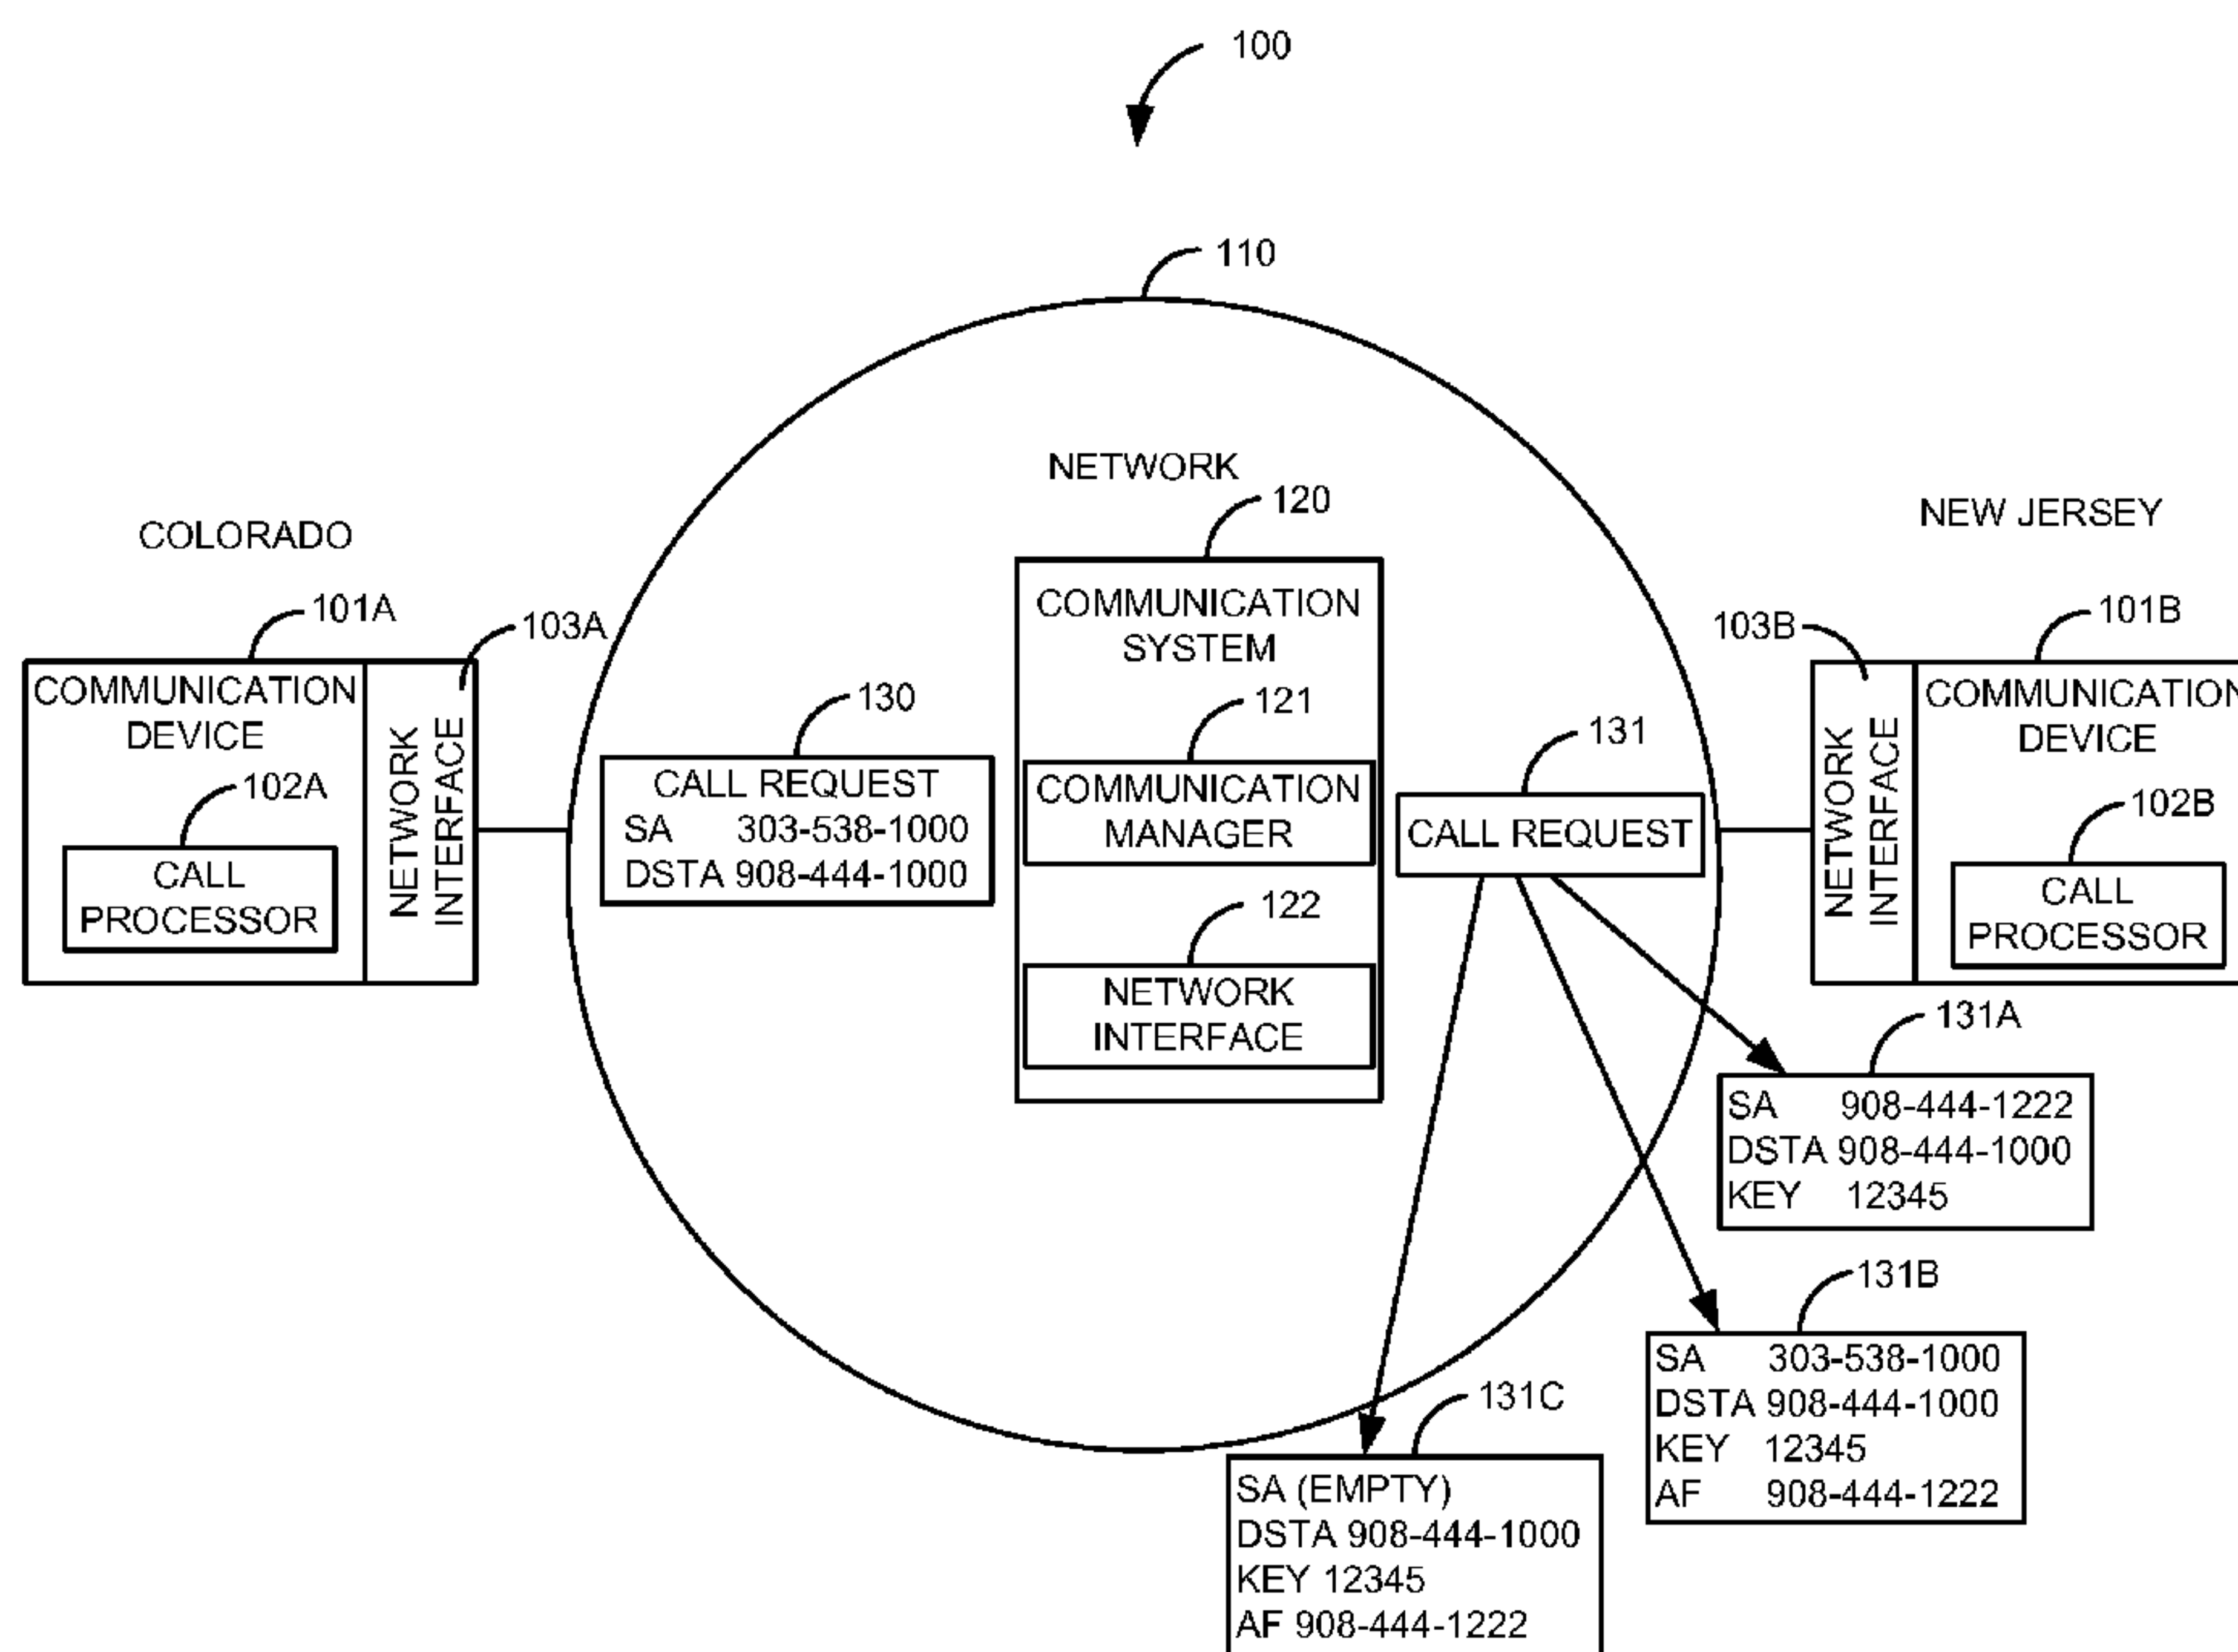 100
110
NETWORK
120
COLORADO
NEW JERSEY
101A
103A
COMMUNICATION
DEVICE
102A
CALL
PROCESSOR
NETWORK
INTERFACE
130
CALL REQUEST
SA 303-538-1000
DSTA 908-444-1000
COMMUNICATION
SYSTEM
121
COMMUNICATION
MANAGER
122
NETWORK
INTERFACE
131
CALL REQUEST
103B
101B
NETWORK
INTERFACE
COMMUNICATION
DEVICE
102B
CALL
PROCESSOR
131A
SA 908-444-1222
DSTA 908-444-1000
KEY 12345
131B
SA 303-538-1000
DSTA 908-444-1000
KEY 12345
AF 908-444-1222
131C
SA (EMPTY)
DSTA 908-444-1000
KEY 12345
AF 908-444-1222